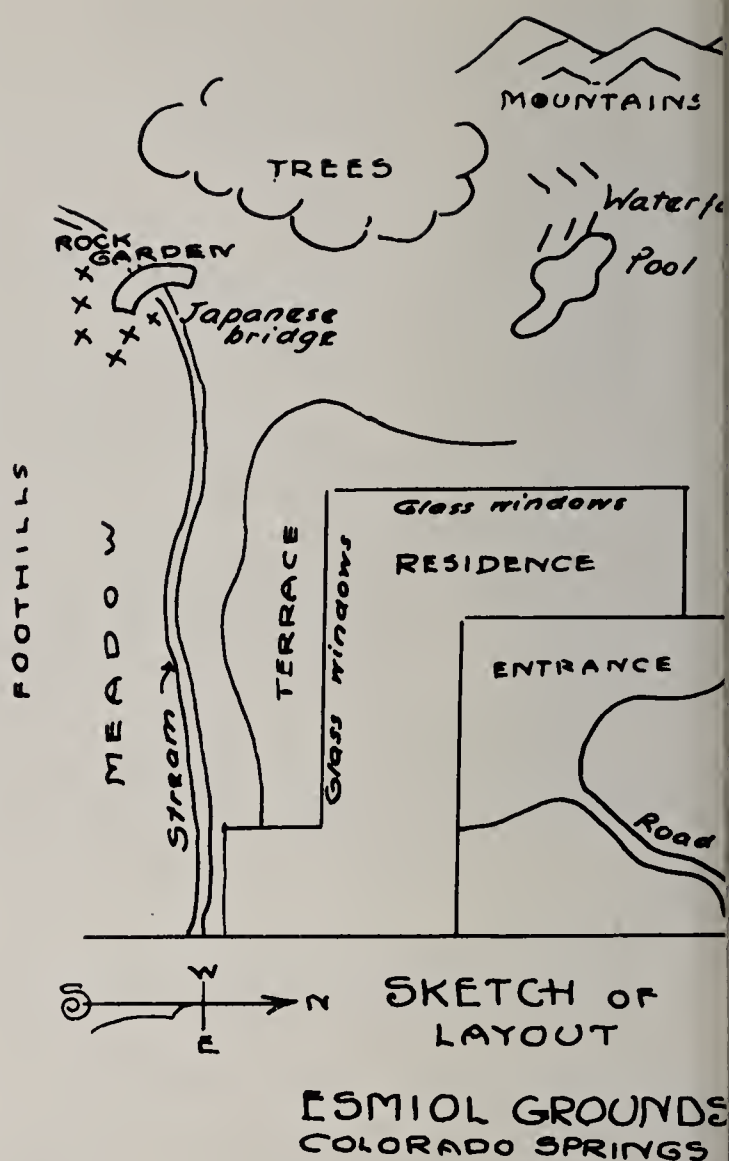 MOUNTAINS
TREES
Pool
ROCK
GARDEN
Japanese
bridge
FOOTHILLS
MEADOW
Stream
TERRACE
Glass windows
Glass windows
RESIDENCE
ENTRANCE
Road
W
S
N
E
SKETCH OF
LAYOUT
ESMIOL GROUNDS
COLORADO SPRINGS